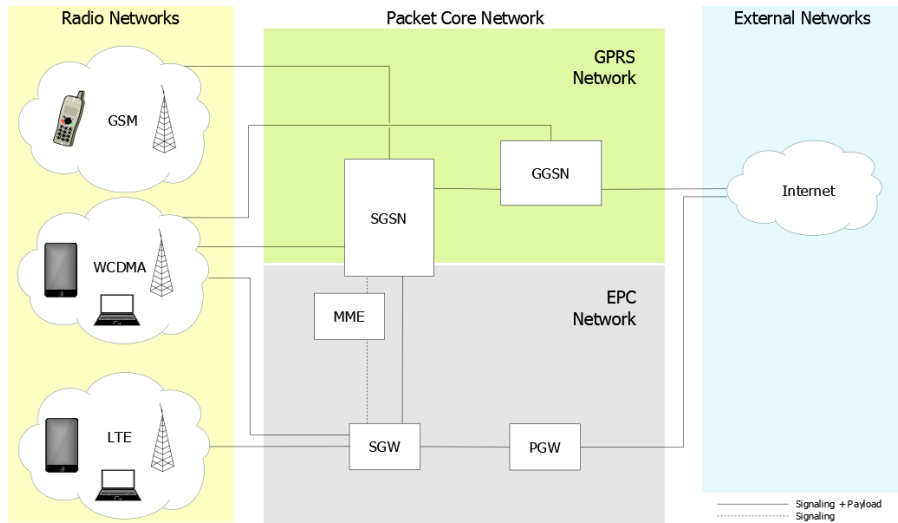 Radio Networks
Packet Core Network
External Networks
GPRS
Network
GSM
GGSN
Internet
SGSN
WCDMA
EPC
Network
MME
LTE
SGW
PGW
Signaling + Payload
Signaling